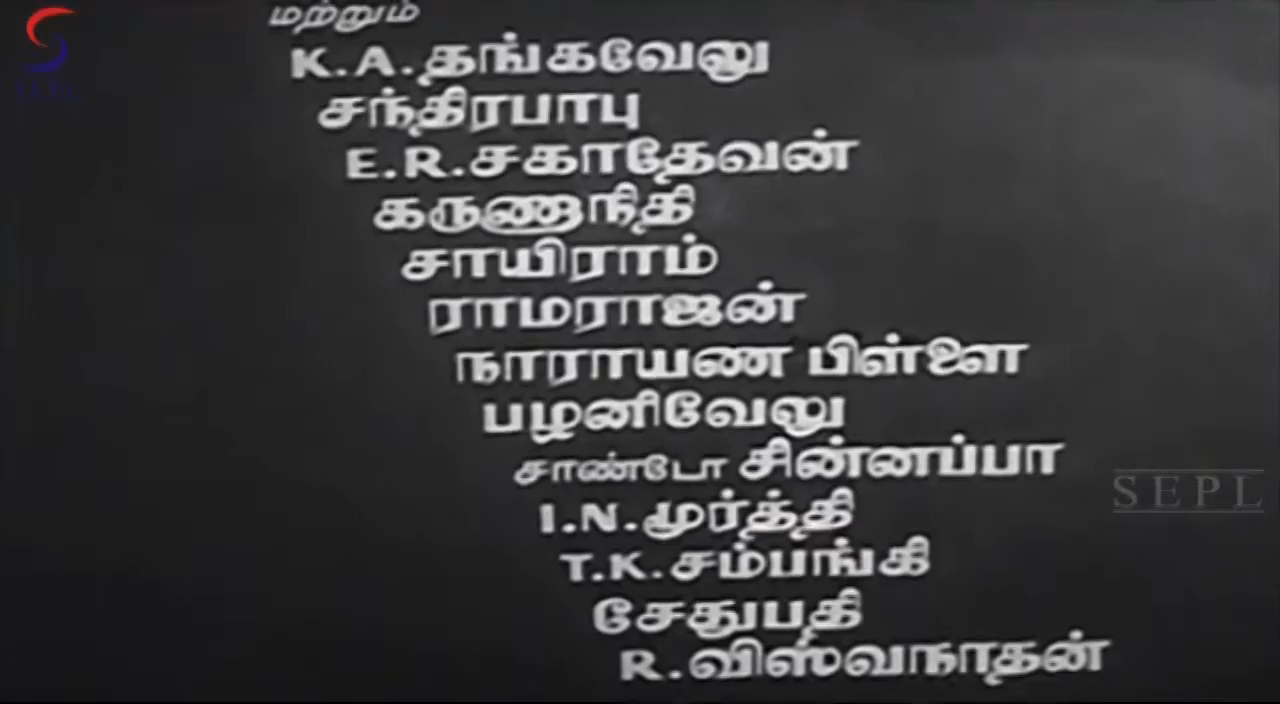 மற்றும்
K.A.தங்கவேலு
சந்திரபாபு
E.R.சகாதேவன்
கருணாநிதி
சாயிராம்
ராமராஜன்
நாராயண பிள்ளை
பழனிவேலு
சாண்டோ சின்னப்பா
I.N.மூர்த்தி
T.K.சம்பங்கி
சேதுபதி
R.விஸ்வநாதன்
SEPL
SEPL